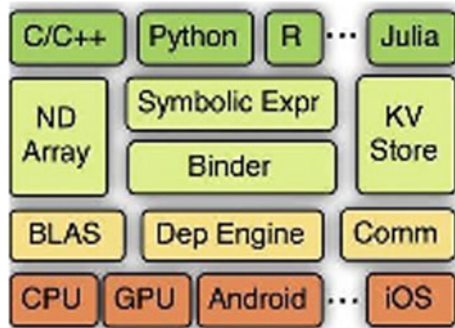 C/C++ Python R ... Julia
ND Array
Symbolic Expr
Binder
KV Store
BLAS Dep Engine Comm
CPU GPU Android ... iOS